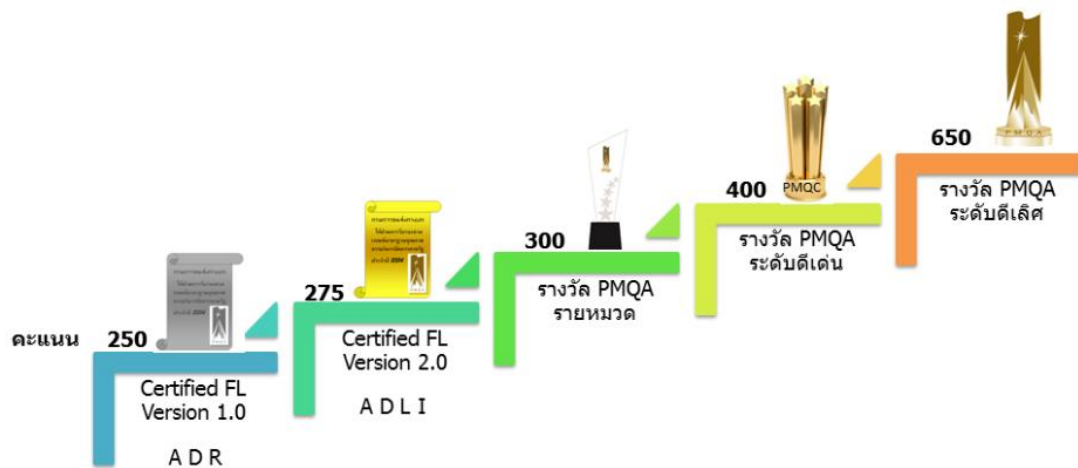 650
P M Q A
รางวัล PMQA
ระดับดีเลิศ
400
PMQC
รางวัล PMQA
ระดับดีเด่น
300
รางวัล PMQA
รายหมวด
275
Certified FL
Version 2.0
A D L I
คะแนน
250
Certified FL
Version 1.0
A D R